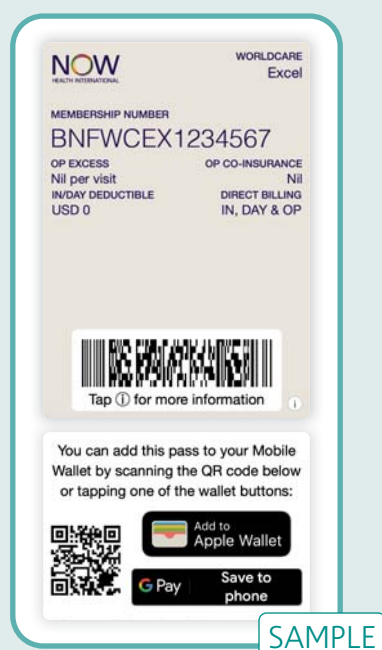 NOW
HEALTH INTERNATIONAL
WORLDCARE
Excel
MEMBERSHIP NUMBER
BNFWCEX1234567
OP EXCESS OP CO-INSURANCE
Nil per visit Nil
IN/DAY DEDUCTIBLE DIRECT BILLING
USD 0 IN, DAY & OP
Tap ⓘ for more information ⓘ
You can add this pass to your Mobile
Wallet by scanning the QR code below
or tapping one of the wallet buttons:
Add to
Apple Wallet
G Pay Save to
phone
SAMPLE